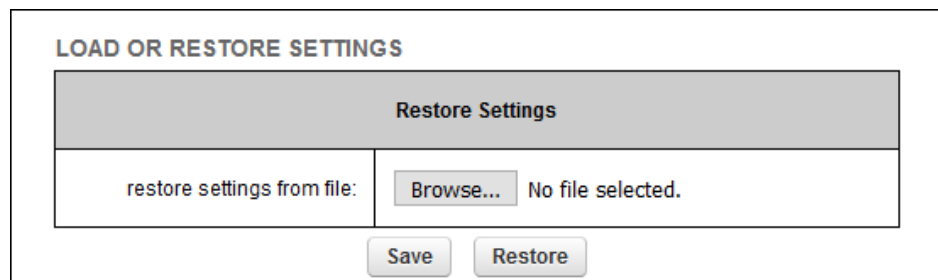 LOAD OR RESTORE SETTINGS
Restore Settings
restore settings from file: Browse... No file selected.
Save Restore